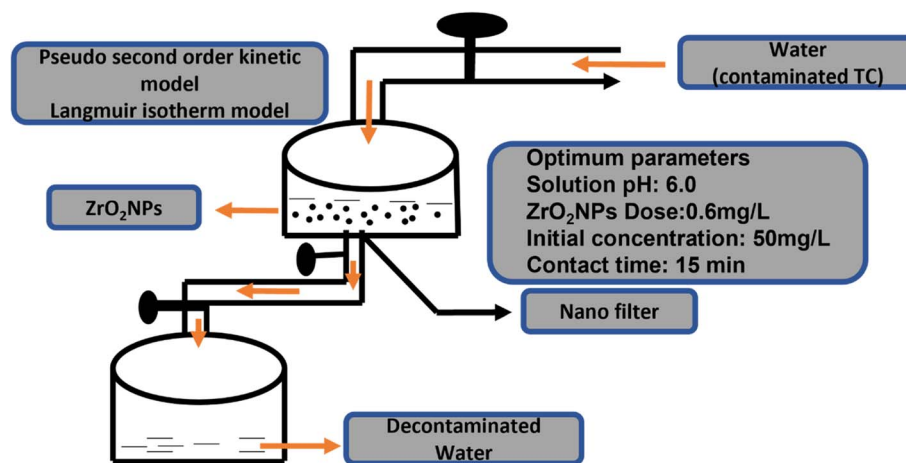 Pseudo second order kinetic
model
Langmuir isotherm model
Water
(contaminated TC)
Optimum parameters
Solution pH: 6.0
ZrO₂NPs Dose:0.6mg/L
Initial concentration: 50mg/L
Contact time: 15 min
ZrO₂NPs
Nano filter
Decontaminated
Water